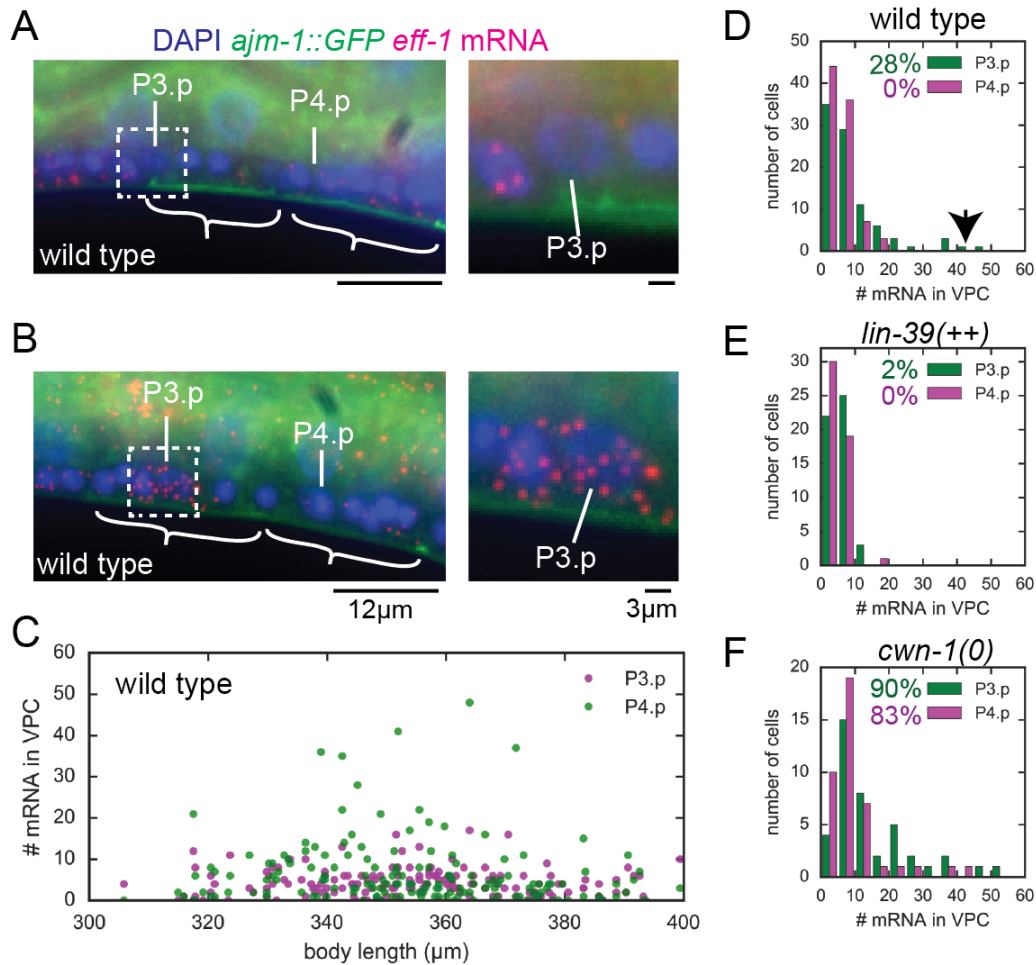 A
DAPI ajm-1::GFP eff-1 mRNA
P3.p
P4.p
wild type
P3.p
B
P3.p
P4.p
wild type
P3.p
12µm
3µm
C
wild type
P3.p
P4.p
# mRNA in VPC
60
50
40
30
20
10
0
300
320
340
360
380
400
body length (µm)
D
wild type
28%
P3.p
0%
P4.p
number of cells
50
40
30
20
10
0
0
10
20
30
40
50
60
# mRNA in VPC
E
lin-39(++)
2%
P3.p
0%
P4.p
number of cells
30
25
20
15
10
5
0
0
10
20
30
40
50
60
# mRNA in VPC
F
cwn-1(0)
90%
P3.p
83%
P4.p
number of cells
20
15
10
5
0
0
10
20
30
40
50
60
# mRNA in VPC